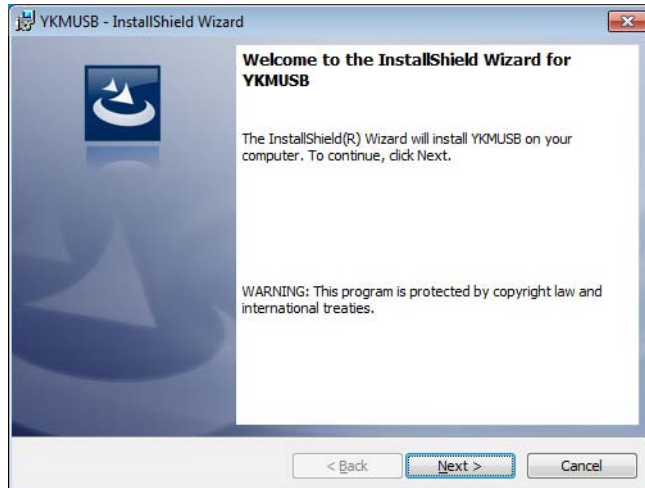 YKMUSB - InstallShield Wizard
Welcome to the InstallShield Wizard for
YKMUSB
The InstallShield(R) Wizard will install YKMUSB on your
computer. To continue, click Next.
WARNING: This program is protected by copyright law and
international treaties.
< Back
Next >
Cancel